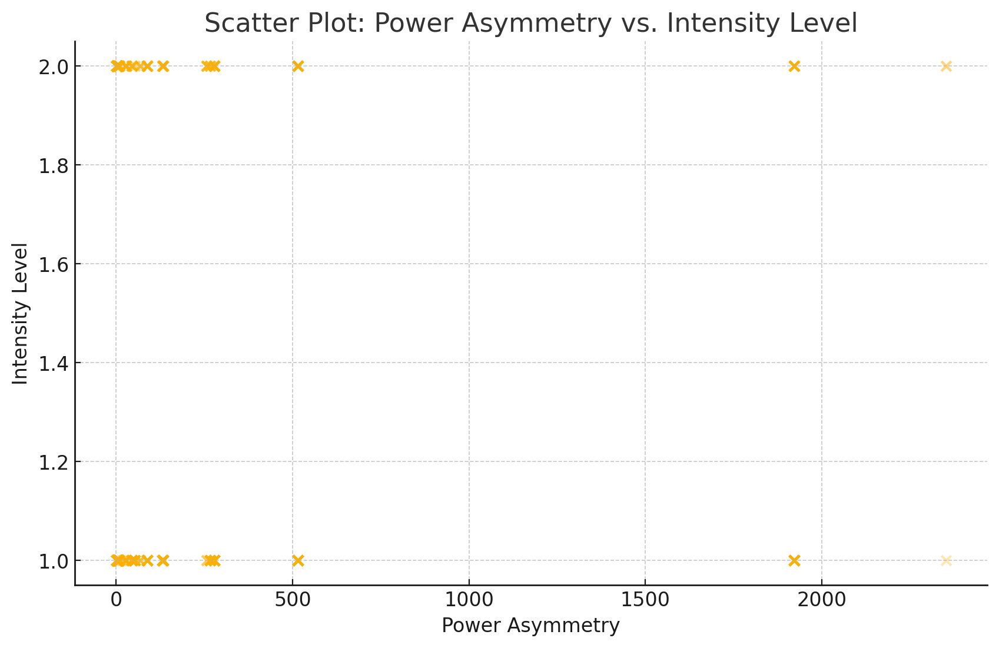 Scatter Plot: Power Asymmetry vs. Intensity Level
2.0
1.8
1.6
1.4
1.2
1.0
Intensity Level
0 500 1000 1500 2000
Power Asymmetry